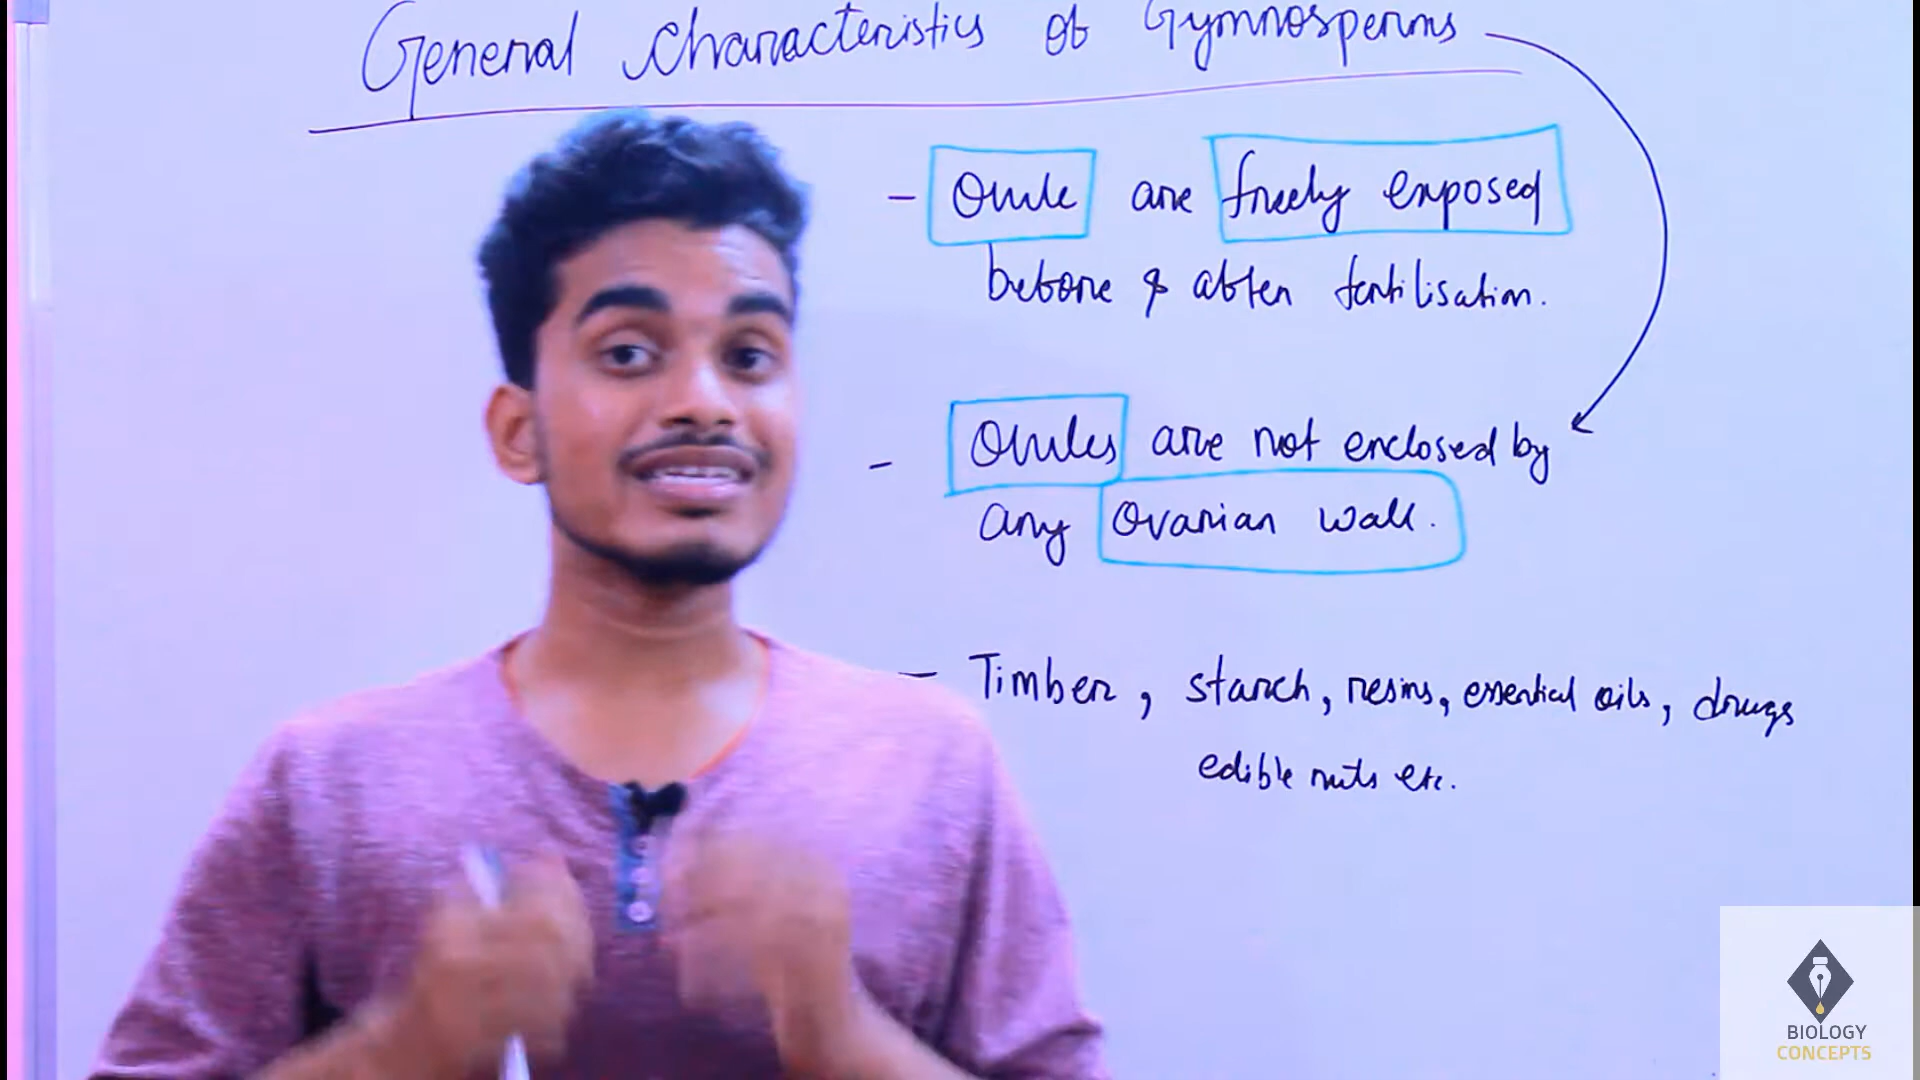 General characteristics of Gymnosperms
- Ovule are freely exposed
before & after fertilisation.
- Ovules are not enclosed by
any ovarian wall.
- Timber, starch, resins, essential oils, drugs
edible nuts etc.
BIOLOGY
CONCEPTS